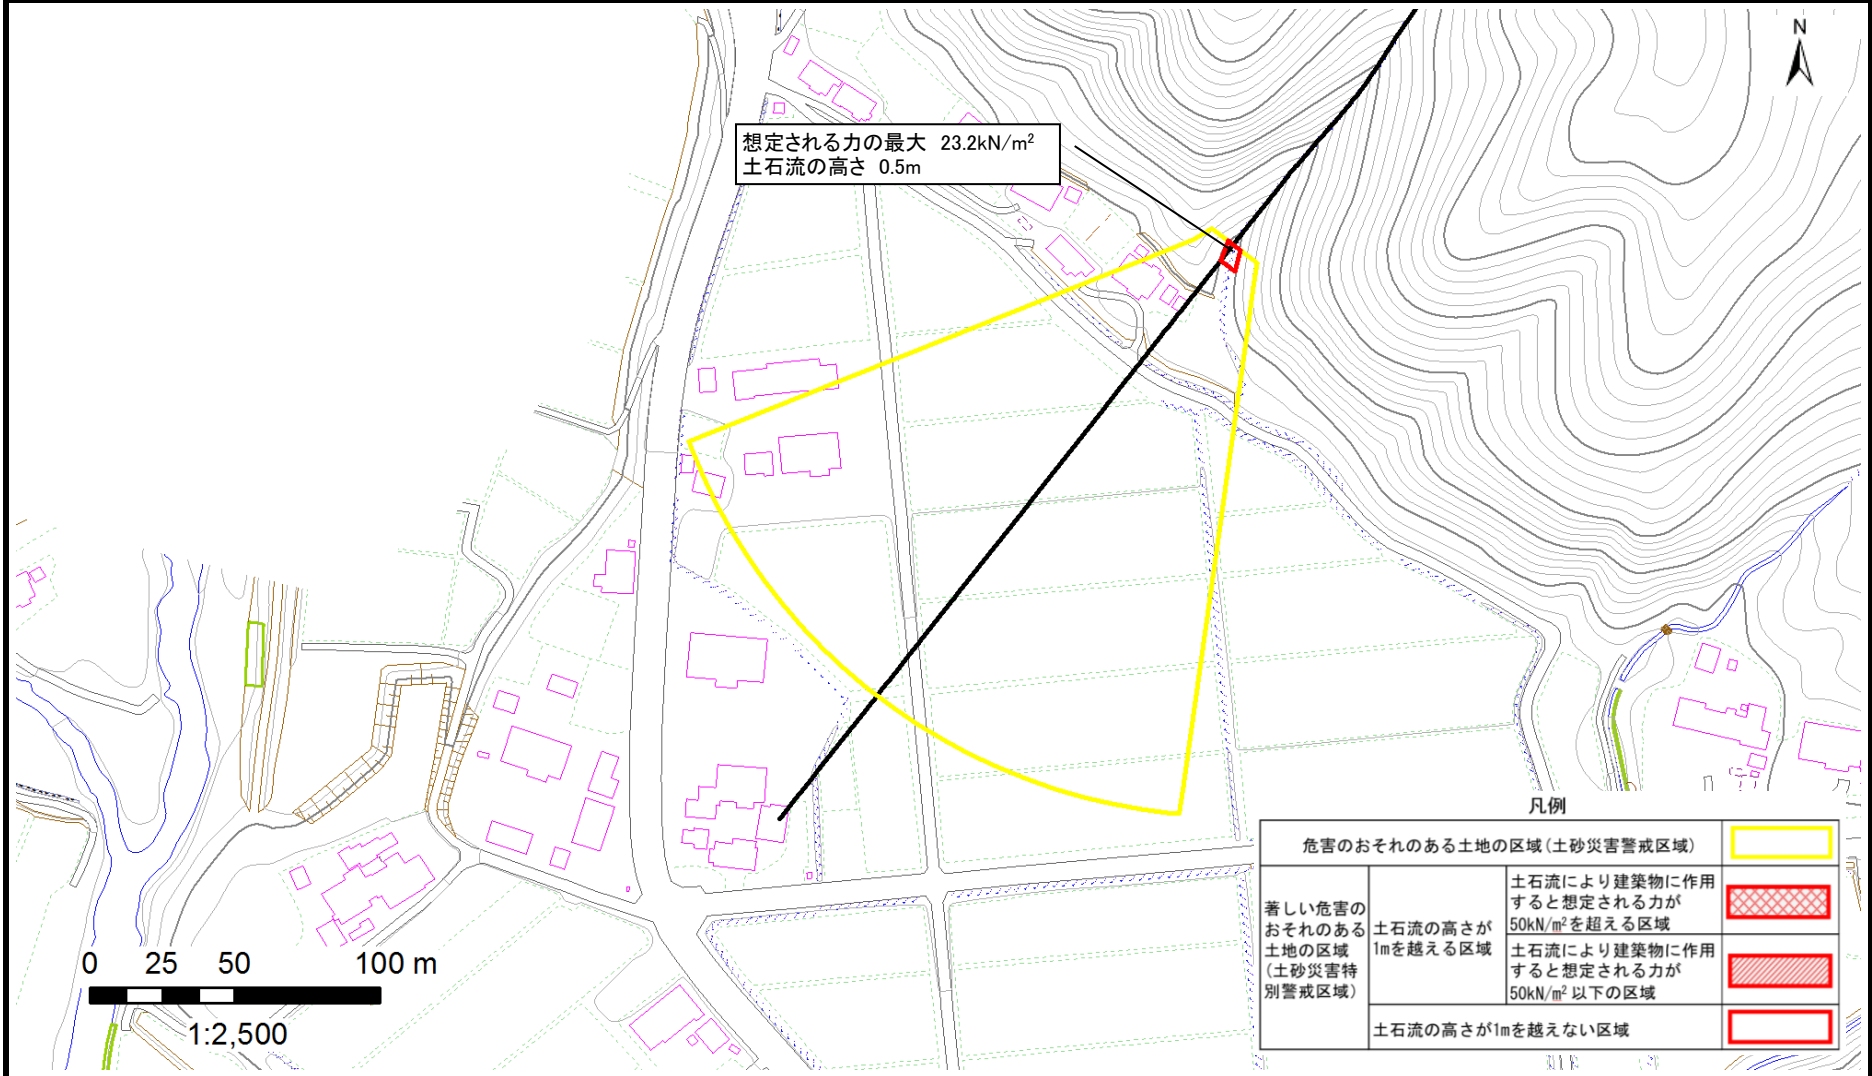 N
想定される力の最大 23.2kN/m²
土石流の高さ 0.5m
凡例
危害のおそれのある土地の区域(土砂災害警戒区域)
著しい危害の
おそれのある
土地の区域
(土砂災害特
別警戒区域)
土石流の高さが
1mを越える区域
土石流により建築物に作用
すると想定される力が
50kN/m²を超える区域
土石流により建築物に作用
すると想定される力が
50kN/m²以下の区域
土石流の高さが1mを越えない区域
0 25 50 100 m
1:2,500